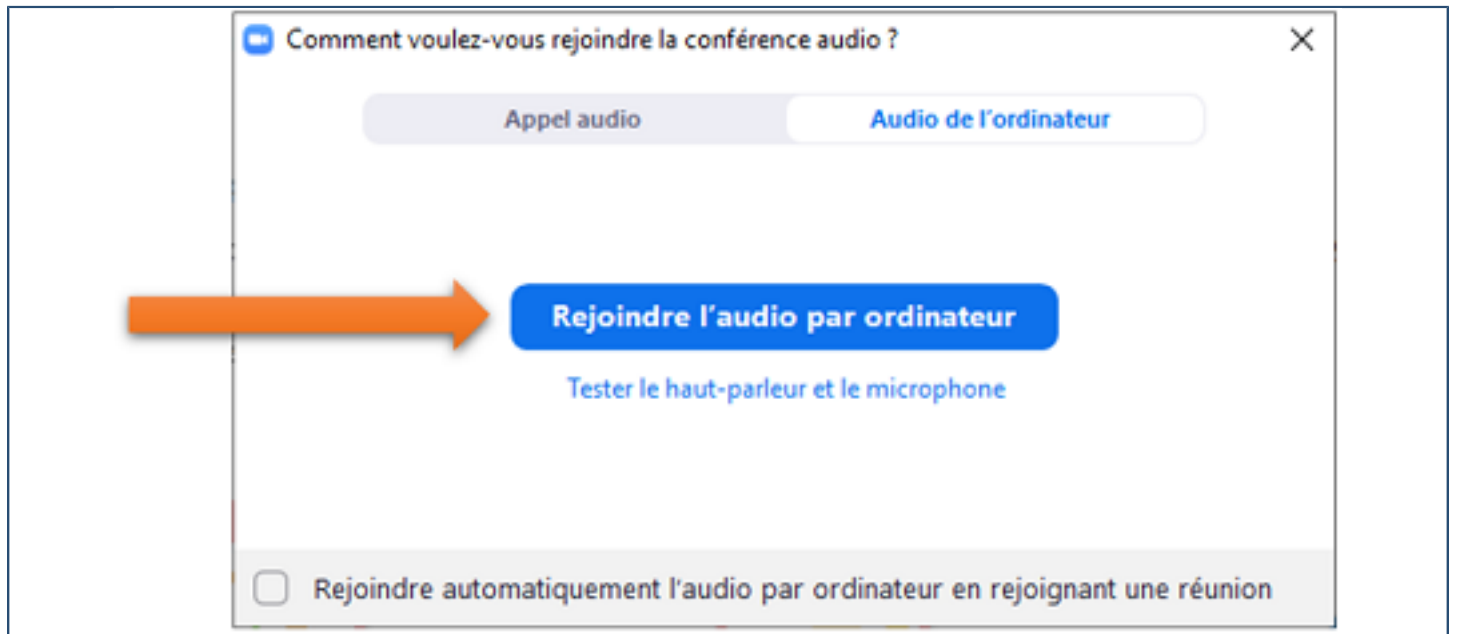 Comment voulez-vous rejoindre la conférence audio ?
Appel audio
Audio de l'ordinateur
Rejoindre l'audio par ordinateur
Tester le haut-parleur et le microphone
Rejoindre automatiquement l'audio par ordinateur en rejoignant une réunion